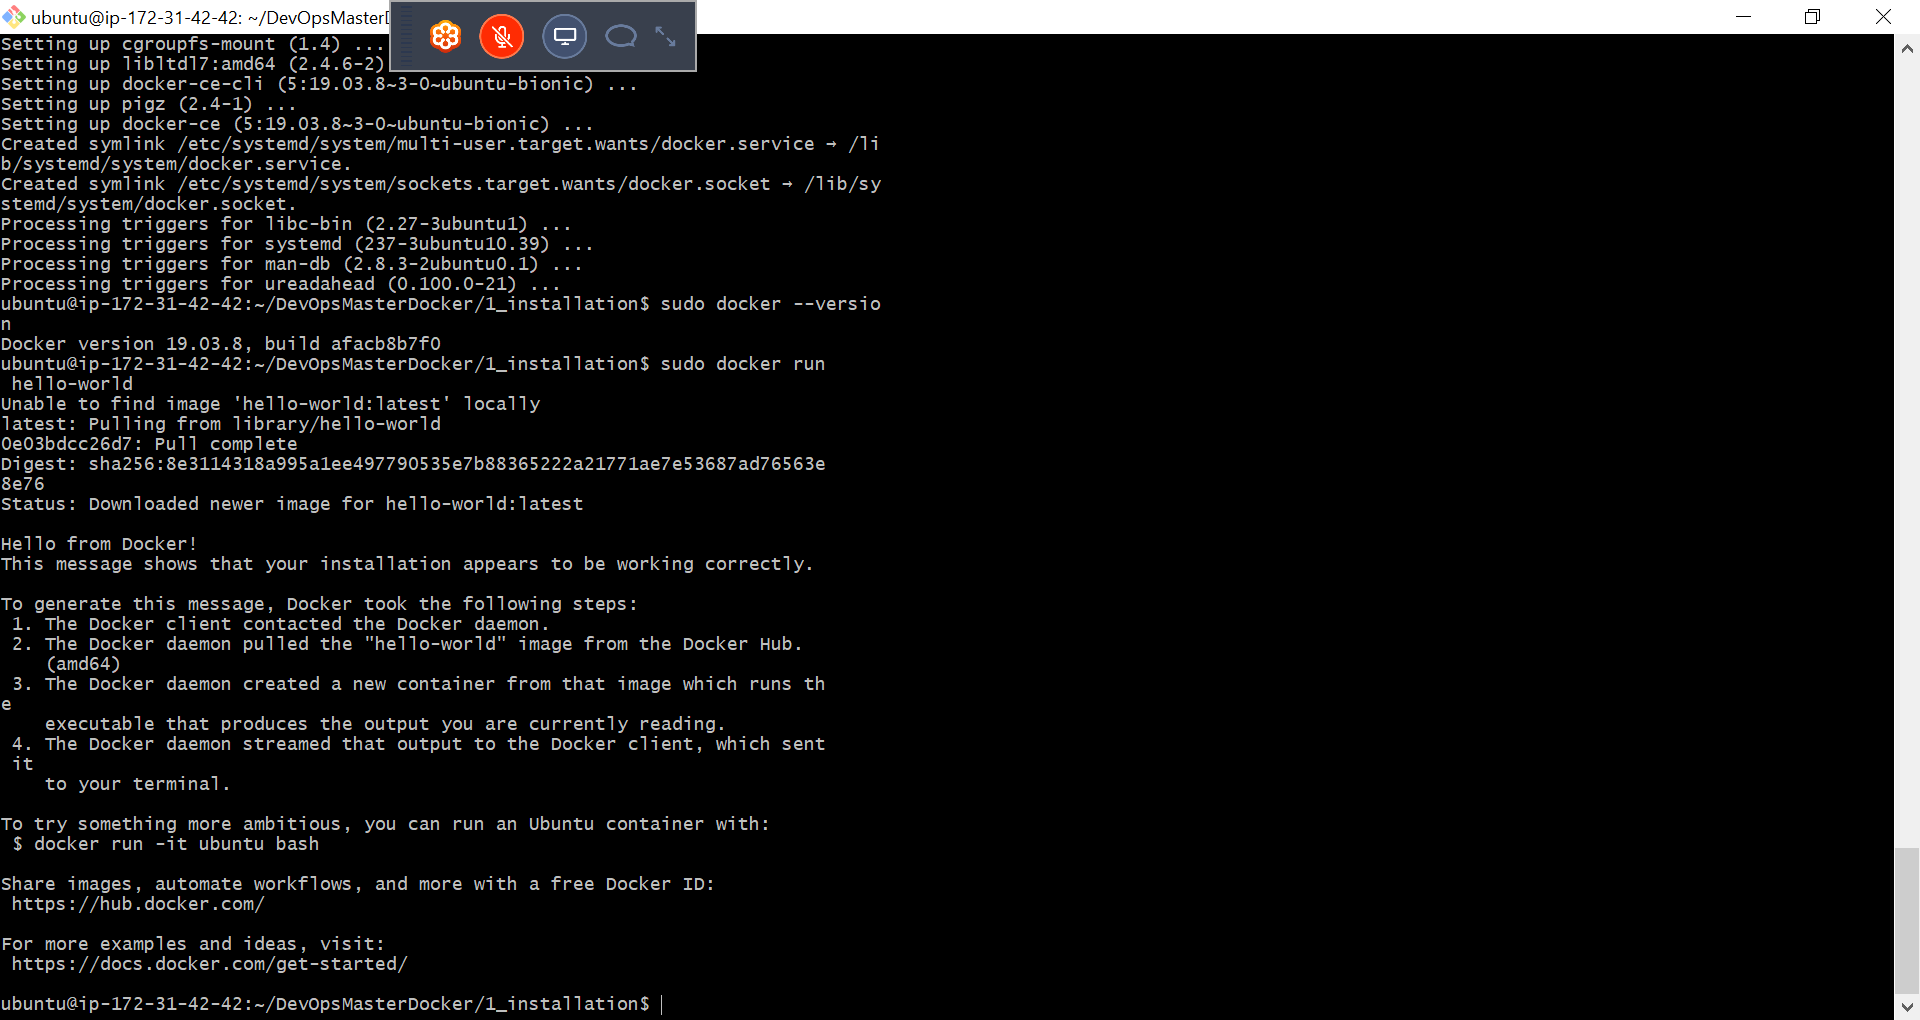 ubuntu@ip-172-31-42-42: ~/DevOpsMasterD
Setting up cgroupfs-mount (1.4) ...
Setting up libltdl7:amd64 (2.4.6-2)
Setting up docker-ce-cli (5:19.03.8~3-0~ubuntu-bionic) ...
Setting up pigz (2.4-1) ...
Setting up docker-ce (5:19.03.8~3-0~ubuntu-bionic) ...
Created symlink /etc/systemd/system/multi-user.target.wants/docker.service → /li
b/systemd/system/docker.service.
Created symlink /etc/systemd/system/sockets.target.wants/docker.socket → /lib/sy
stemd/system/docker.socket.
Processing triggers for libc-bin (2.27-3ubuntu1) ...
Processing triggers for systemd (237-3ubuntu10.39) ...
Processing triggers for man-db (2.8.3-2ubuntu0.1) ...
Processing triggers for ureadahead (0.100.0-21) ...
ubuntu@ip-172-31-42-42:~/DevOpsMasterDocker/1_installation$ sudo docker --versio
n
Docker version 19.03.8, build afacb8b7f0
ubuntu@ip-172-31-42-42:~/DevOpsMasterDocker/1_installation$ sudo docker run
 hello-world
Unable to find image 'hello-world:latest' locally
latest: Pulling from library/hello-world
0e03bdcc26d7: Pull complete
Digest: sha256:8e3114318a995a1ee497790535e7b88365222a21771ae7e53687ad76563e
8e76
Status: Downloaded newer image for hello-world:latest

Hello from Docker!
This message shows that your installation appears to be working correctly.

To generate this message, Docker took the following steps:
 1. The Docker client contacted the Docker daemon.
 2. The Docker daemon pulled the "hello-world" image from the Docker Hub.
    (amd64)
 3. The Docker daemon created a new container from that image which runs th
e
    executable that produces the output you are currently reading.
 4. The Docker daemon streamed that output to the Docker client, which sent
 it
    to your terminal.

To try something more ambitious, you can run an Ubuntu container with:
 $ docker run -it ubuntu bash

Share images, automate workflows, and more with a free Docker ID:
 https://hub.docker.com/

For more examples and ideas, visit:
 https://docs.docker.com/get-started/

ubuntu@ip-172-31-42-42:~/DevOpsMasterDocker/1_installation$